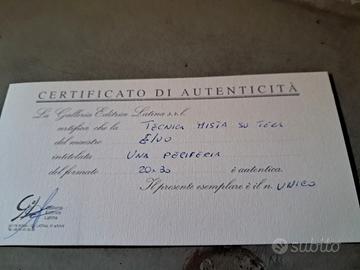 CERTIFICATO DI AUTENTICITÀ
La Galleria Editrice Latina s.r.l.
certifica che la TECNICA MISTA SU TELA
del maestro
intitolata UNA PERIFERIA
del formato 20x30 è autentica.
Il presente esemplare è il n. UNICO
subito